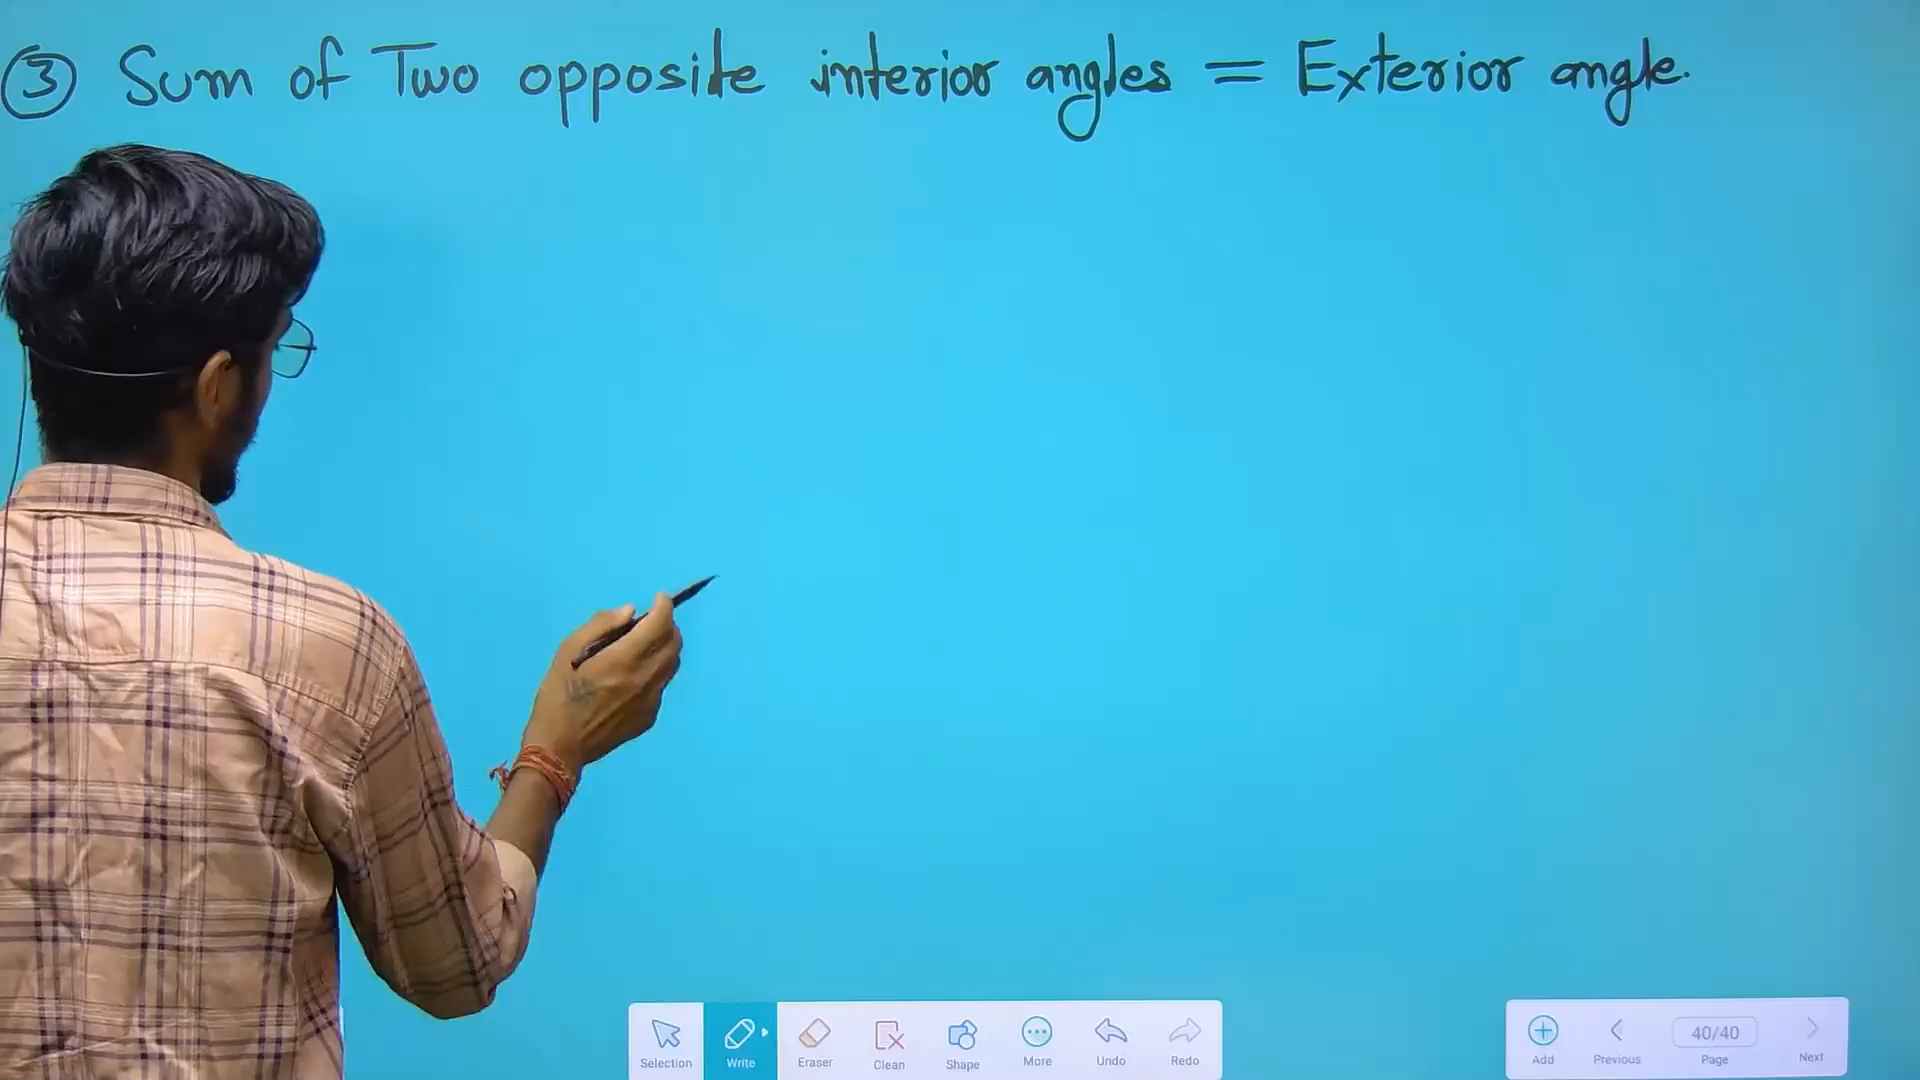 ③ Sum of Two opposite interior angles = Exterior angle.
Selection Write Eraser Clean Shape More Undo Redo
Add Previous 40/40 Page Next